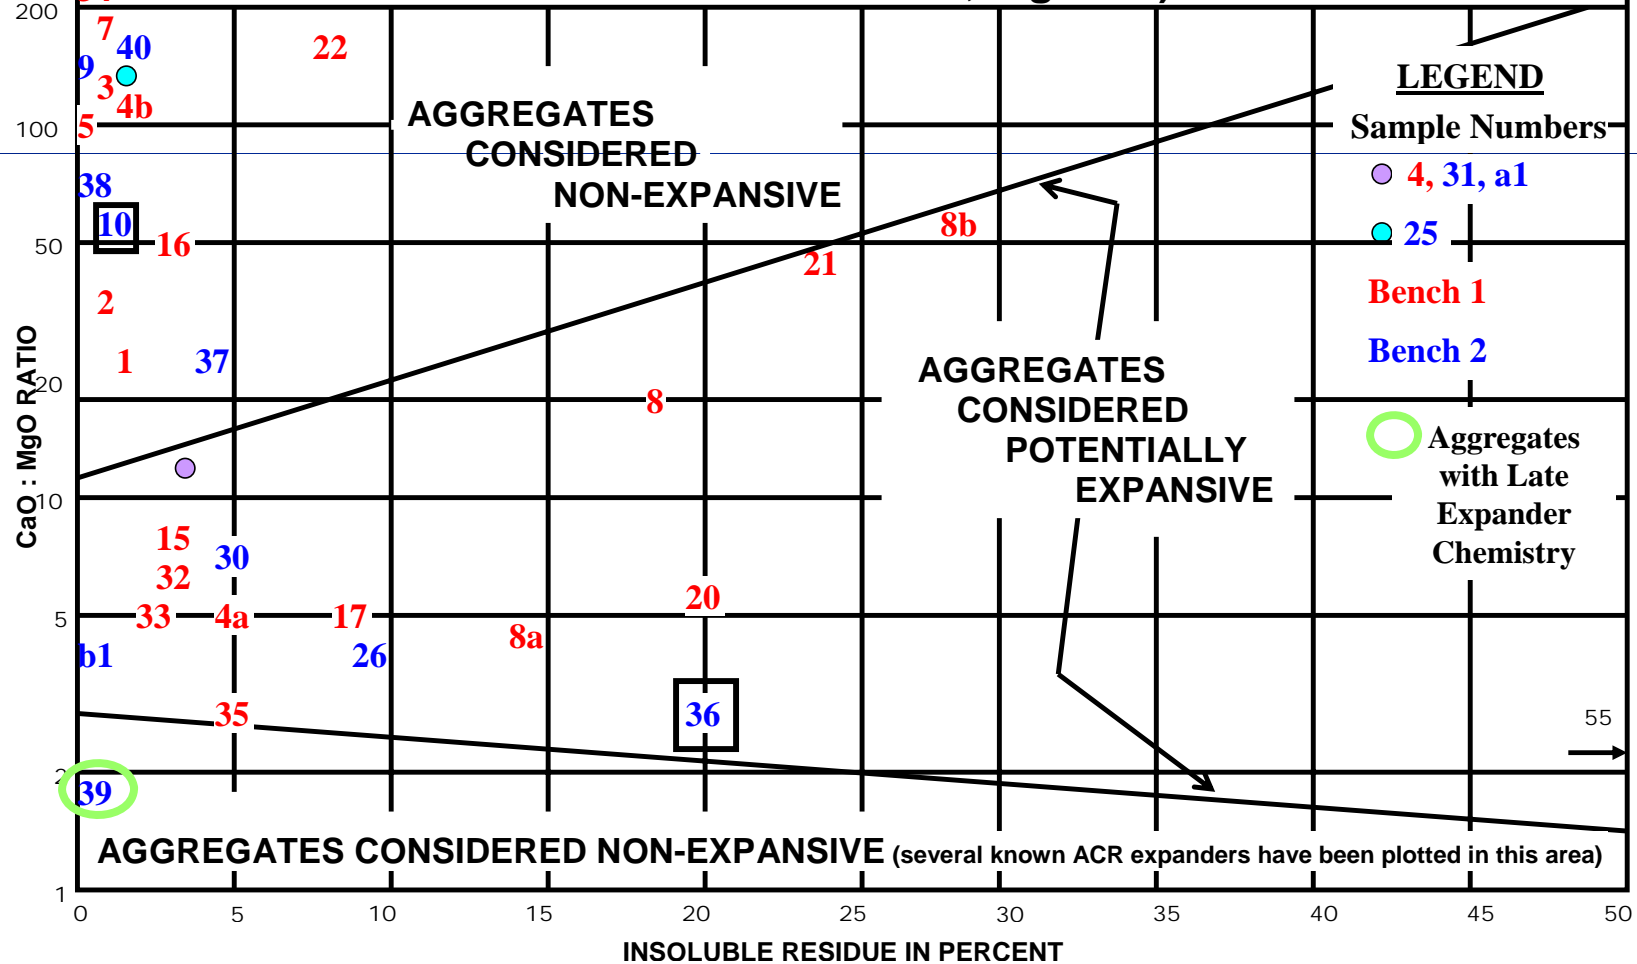 200
7
40
22
9
3
4b
AGGREGATES
CONSIDERED
NON-EXPANSIVE
LEGEND
Sample Numbers
4, 31, a1
25
Bench 1
Bench 2
Aggregates
with Late
Expander
Chemistry
100
5
38
10
16
8b
50
21
2
1
37
20
8
AGGREGATES
CONSIDERED
POTENTIALLY
EXPANSIVE
CaO : MgO RATIO
10
15
30
32
20
5
33
4a
17
8a
b1
26
35
36
55
2
39
AGGREGATES CONSIDERED NON-EXPANSIVE (several known ACR expanders have been plotted in this area)
1
0 5 10 15 20 25 30 35 40 45 50
INSOLUBLE RESIDUE IN PERCENT